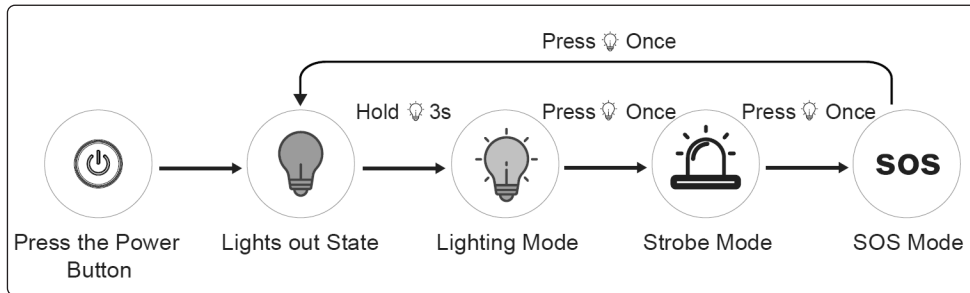 Press Once
Hold 3s
Press Once
Press Once
SOS
Press the Power
Button
Lights out State
Lighting Mode
Strobe Mode
SOS Mode